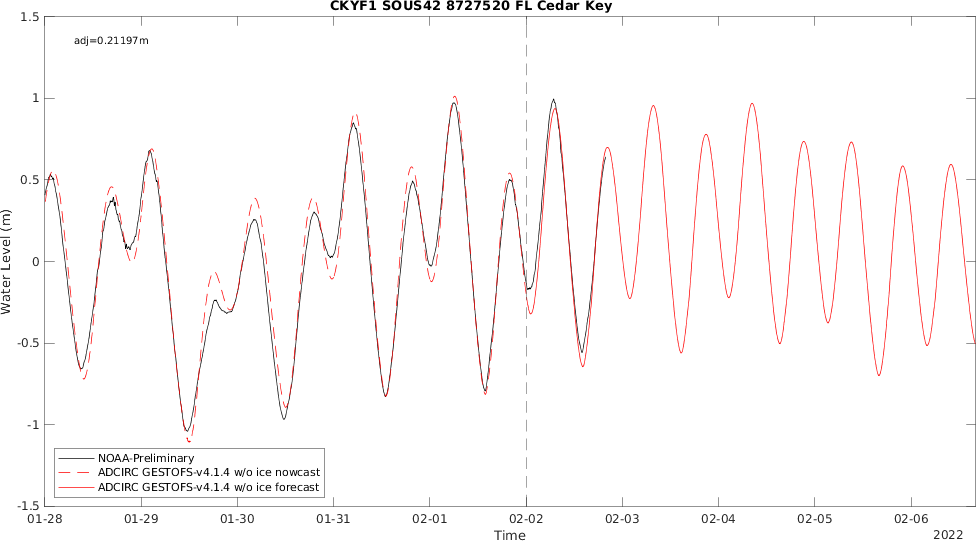 CKYF1 SOUS42 8727520 FL Cedar Key
1.5
adj=0.21197m
1
0.5
Water Level (m)
0
-0.5
-1
NOAA-Preliminary
ADCIRC GESTOFS-v4.1.4 w/o ice nowcast
ADCIRC GESTOFS-v4.1.4 w/o ice forecast
-1.5
01-28 01-29 01-30 01-31 02-01 02-02 02-03 02-04 02-05 02-06
Time
2022